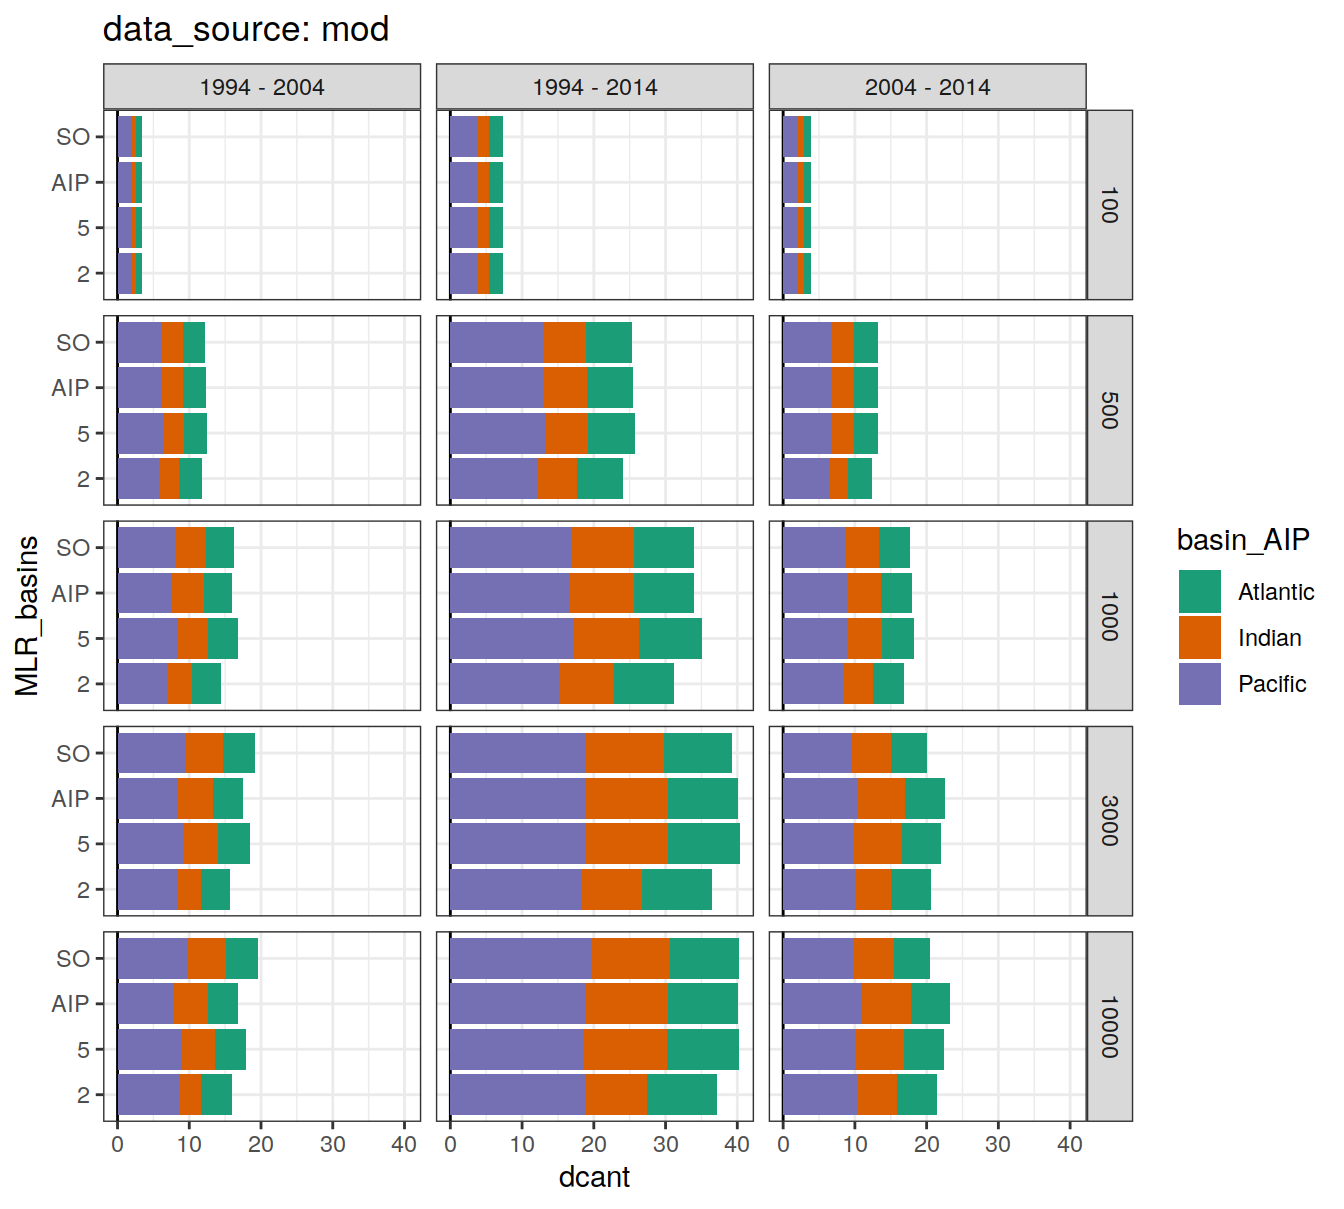 data_source: mod
1994 - 2004
1994 - 2014
2004 - 2014
SO
AIP
5
2
100
SO
AIP
5
2
500
SO
AIP
5
2
1000
SO
AIP
5
2
3000
SO
AIP
5
2
10000
0 10 20 30 40
0 10 20 30 40
0 10 20 30 40
dcant
MLR_basins
basin_AIP
Atlantic
Indian
Pacific